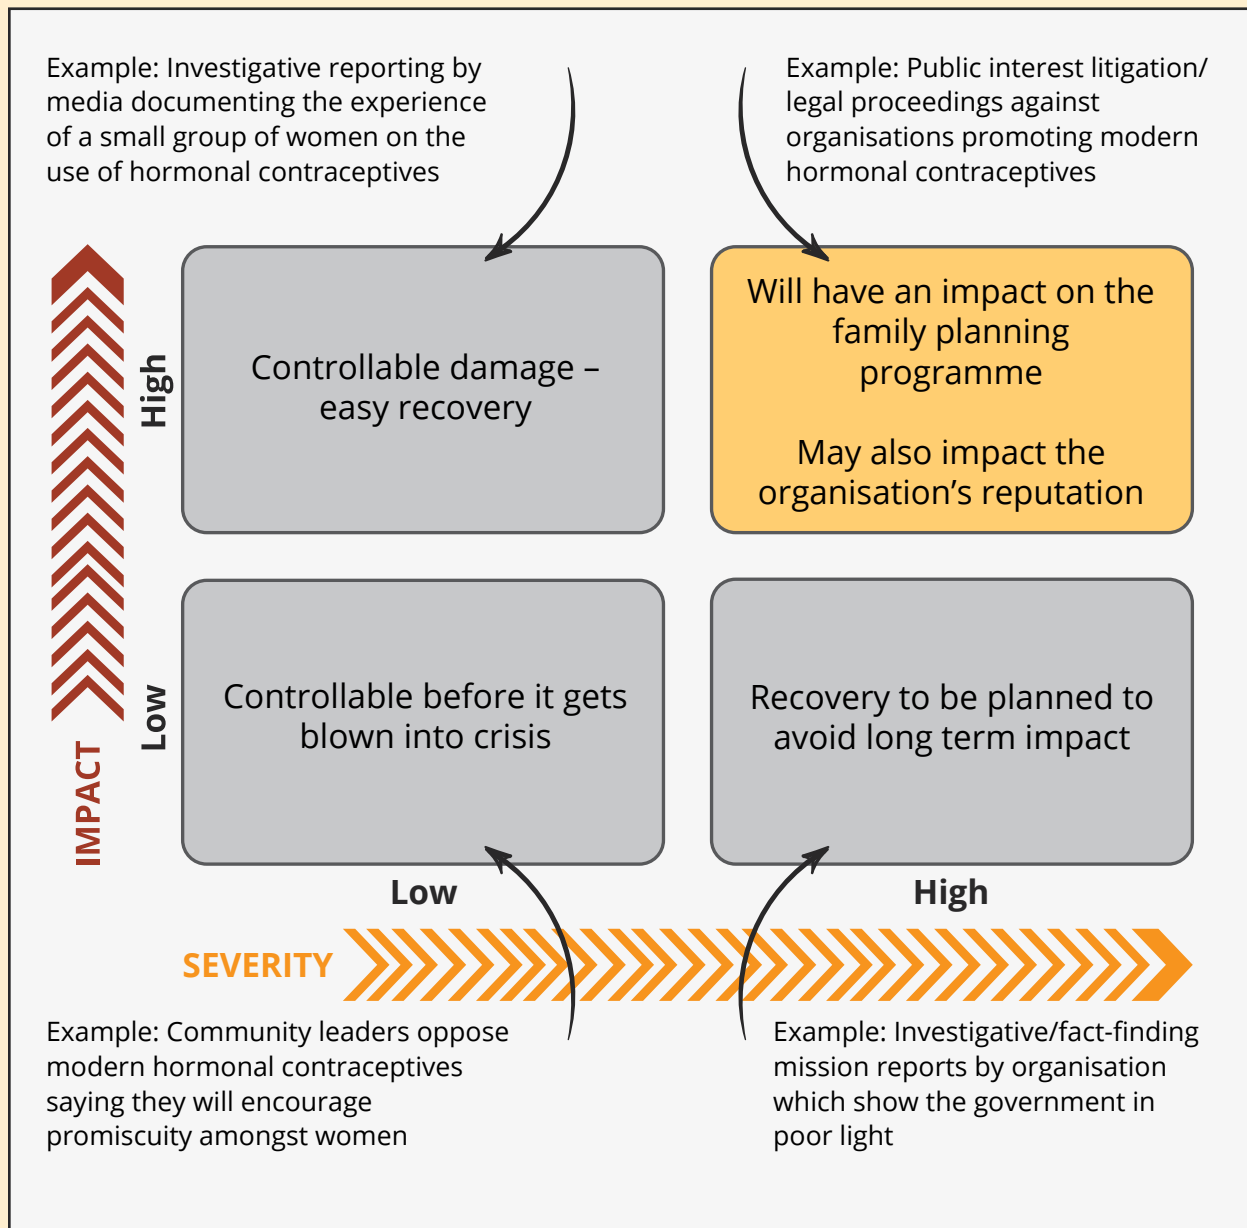 Example: Investigative reporting by
media documenting the experience
of a small group of women on the
use of hormonal contraceptives
Example: Public interest litigation/
legal proceedings against
organisations promoting modern
hormonal contraceptives
High
Controllable damage –
easy recovery
Will have an impact on the
family planning
programme
May also impact the
organisation’s reputation
Low
Controllable before it gets
blown into crisis
Recovery to be planned to
avoid long term impact
IMPACT
Low
High
SEVERITY
Example: Community leaders oppose
modern hormonal contraceptives
saying they will encourage
promiscuity amongst women
Example: Investigative/fact-finding
mission reports by organisation
which show the government in
poor light